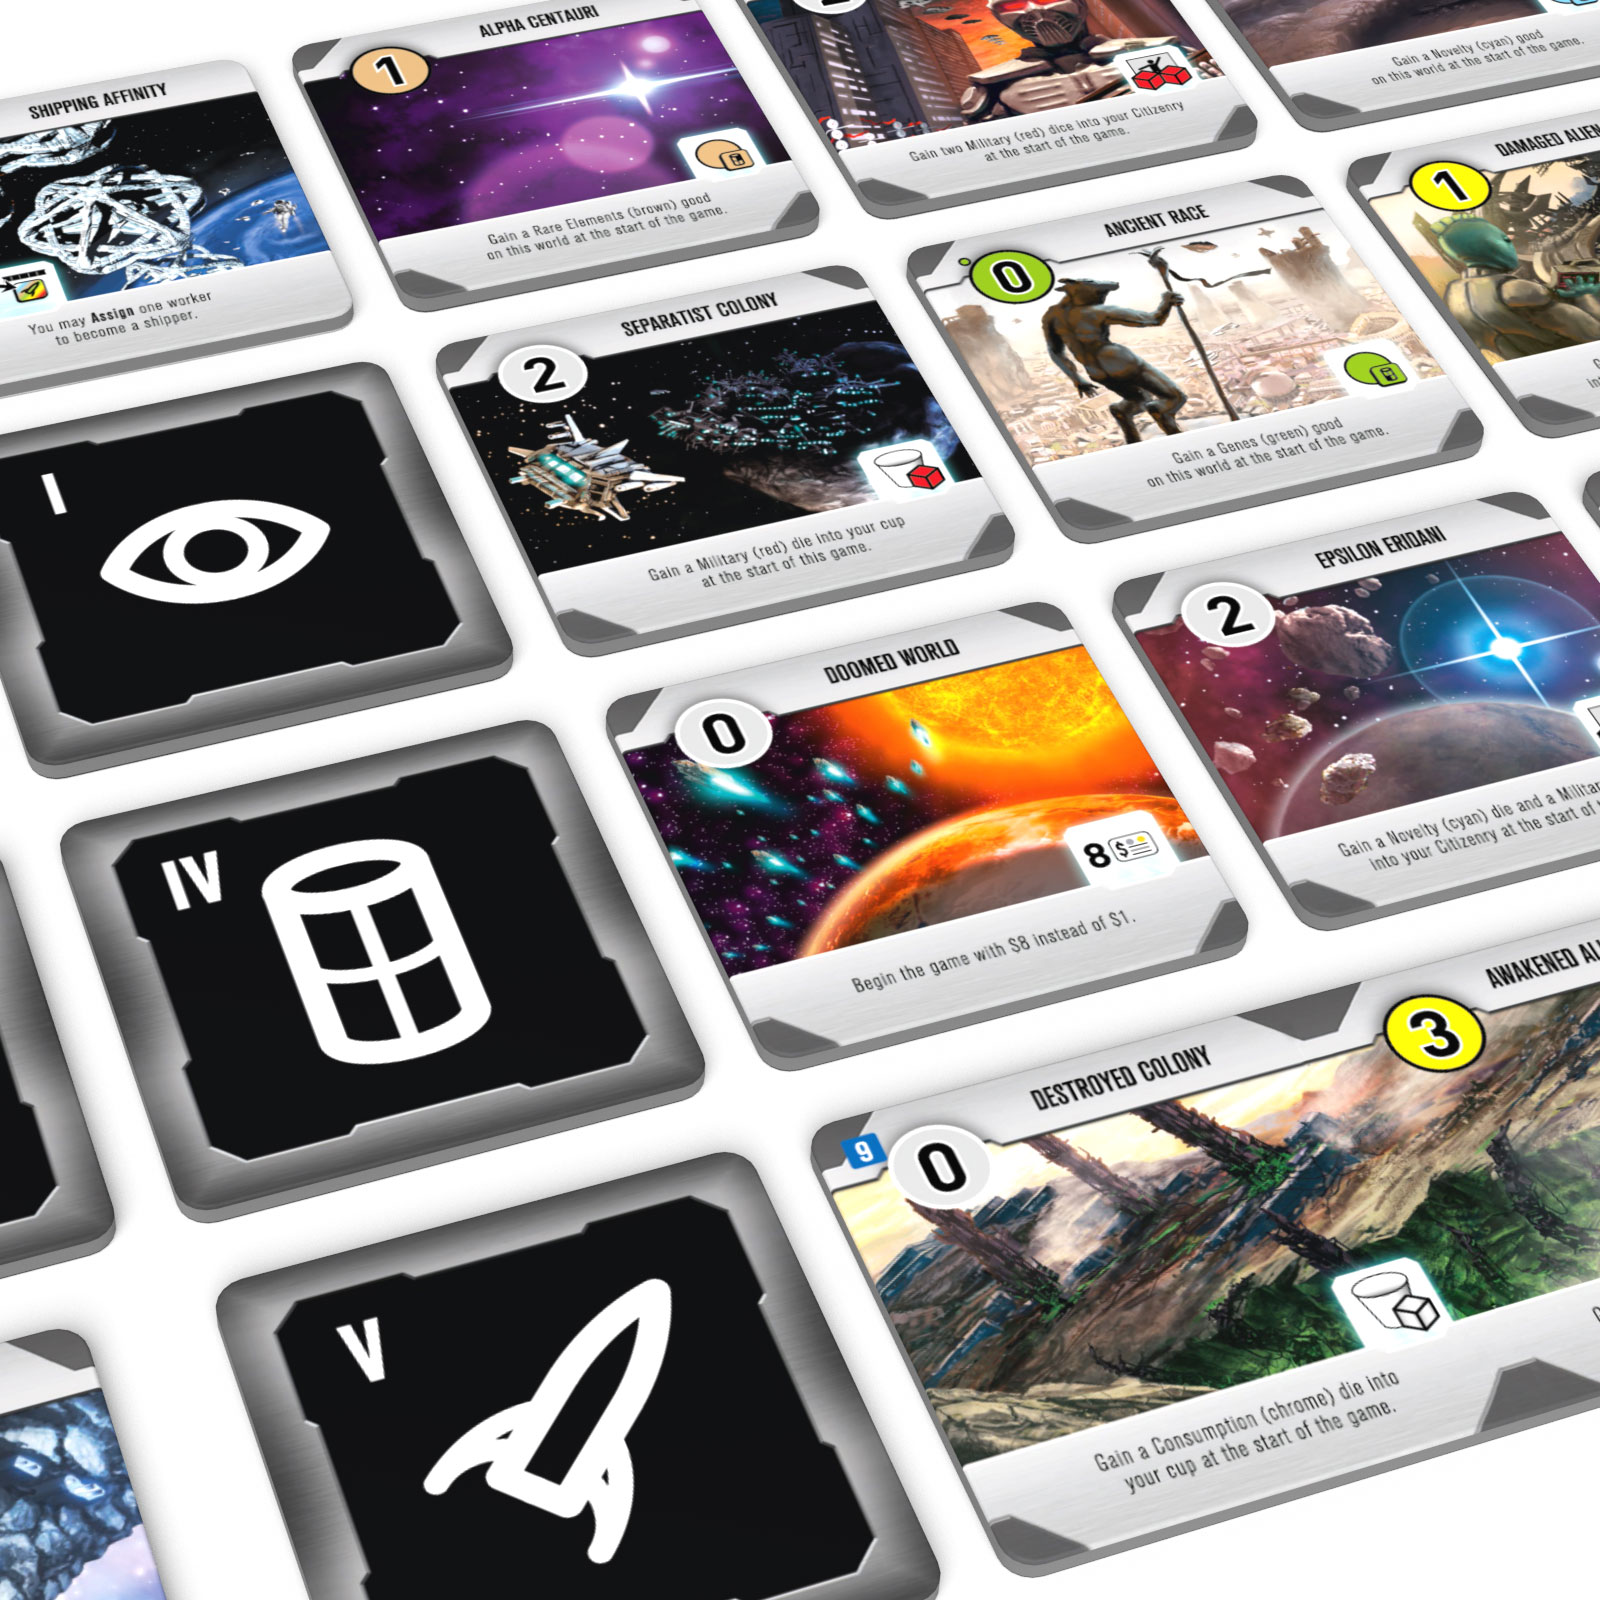 SHIPPING AFFINITY
You may Assign one worker
to become a shipper.
ALPHA CENTAURI
1
Gain a Rare Elements (brown) good
on this world at the start of the game.
Gain two Military (red) dice into your Citizenry
at the start of the game.
Gain a Novelty (cyan) good
on this world at the start of the game.
I
SEPARATIST COLONY
2
Gain a Military (red) die into your cup
at the start of this game.
ANCIENT RACE
0
Gain a Genes (green) good
on this world at the start of the game.
DAMAGED ALIEN
1
IV
DOOMED WORLD
0
8 $
Begin the game with $8 instead of $1.
EPSILON ERIDANI
2
Gain a Novelty (cyan) die and a
into your Citizenry at the start of
V
DESTROYED COLONY
9
0
Gain a Consumption (chrome) die into
your cup at the start of the game.
AWAKENED
3